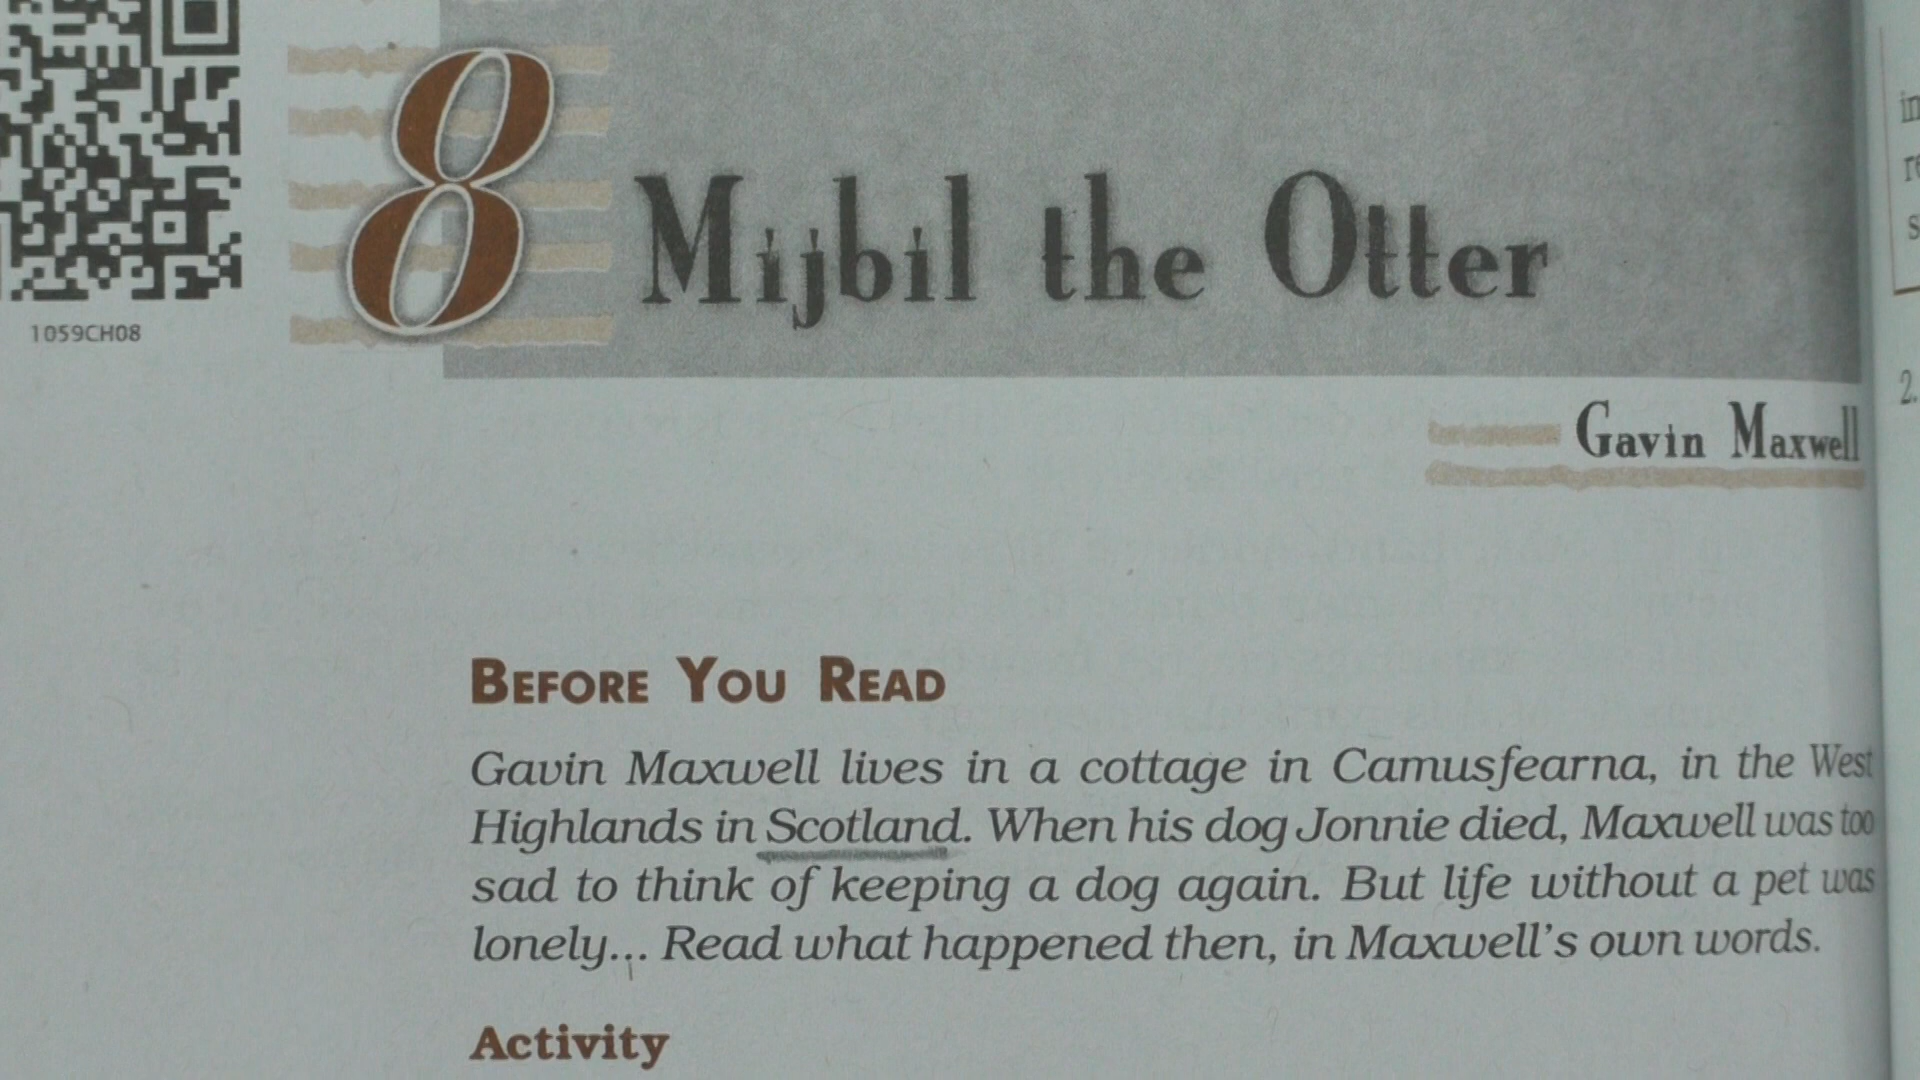 8 Mijbil the Otter
1059CH08
Gavin Maxwell
BEFORE YOU READ
Gavin Maxwell lives in a cottage in Camusfearna, in the West
Highlands in Scotland. When his dog Jonnie died, Maxwell was too
sad to think of keeping a dog again. But life without a pet was
lonely... Read what happened then, in Maxwell's own words.
Activity
2.